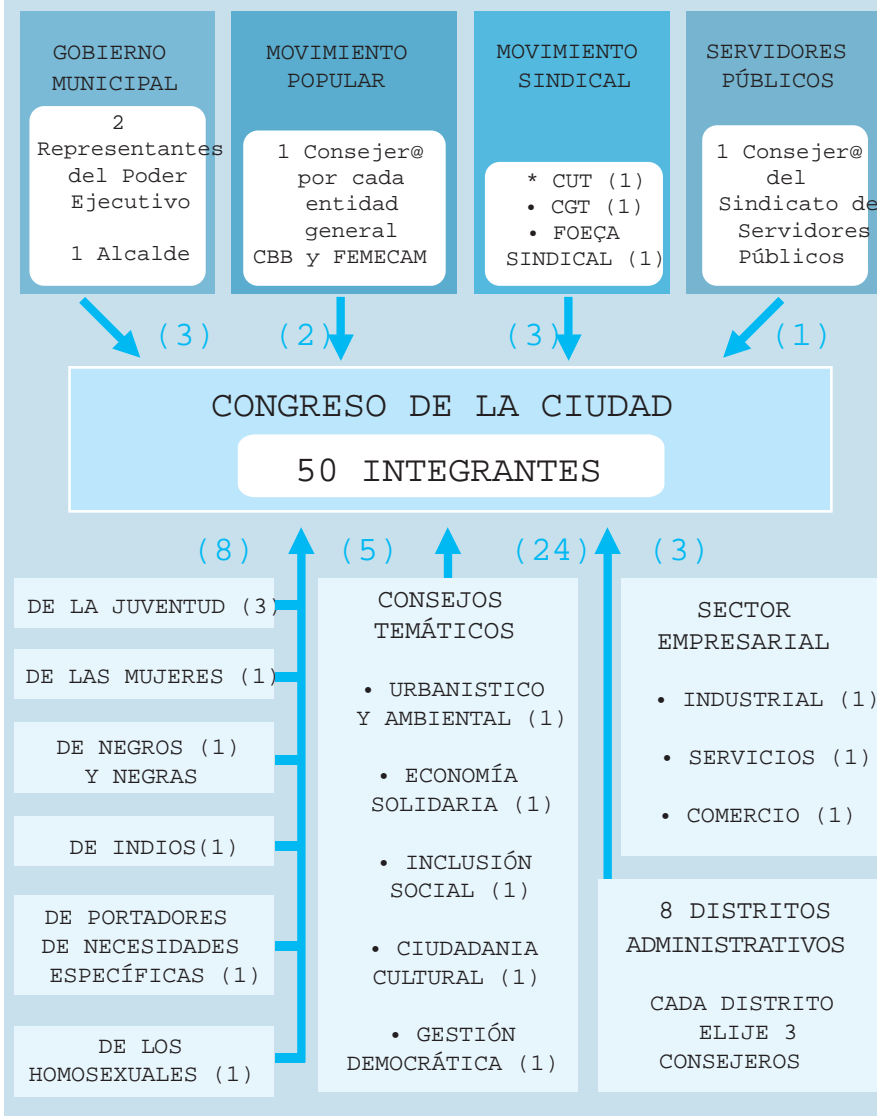 GOBIERNO
MUNICIPAL
2
Representantes
del Poder
Ejecutivo
1 Alcalde
MOVIMIENTO
POPULAR
1 Consejer@
por cada
entidad
general
CBB y FEMECAM
MOVIMIENTO
SINDICAL
* CUT (1)
• CGT (1)
• FOEÇA
SINDICAL (1)
SERVIDORES
PÚBLICOS
1 Consejer@
del
Sindicato de
Servidores
Públicos
(3)
(2)
(3)
(1)
CONGRESO DE LA CIUDAD
50 INTEGRANTES
(8)
(5)
(24)
(3)
DE LA JUVENTUD (3)
DE LAS MUJERES (1)
DE NEGROS (1)
Y NEGRAS
DE INDIOS(1)
DE PORTADORES
DE NECESIDADES
ESPECÍFICAS (1)
DE LOS
HOMOSEXUALES (1)
CONSEJOS
TEMÁTICOS
• URBANISTICO
Y AMBIENTAL (1)
• ECONOMÍA
SOLIDARIA (1)
• INCLUSIÓN
SOCIAL (1)
• CIUDADANIA
CULTURAL (1)
• GESTIÓN
DEMOCRÁTICA (1)
SECTOR
EMPRESARIAL
• INDUSTRIAL (1)
• SERVICIOS (1)
• COMERCIO (1)
8 DISTRITOS
ADMINISTRATIVOS
CADA DISTRITO
ELIJE 3
CONSEJEROS